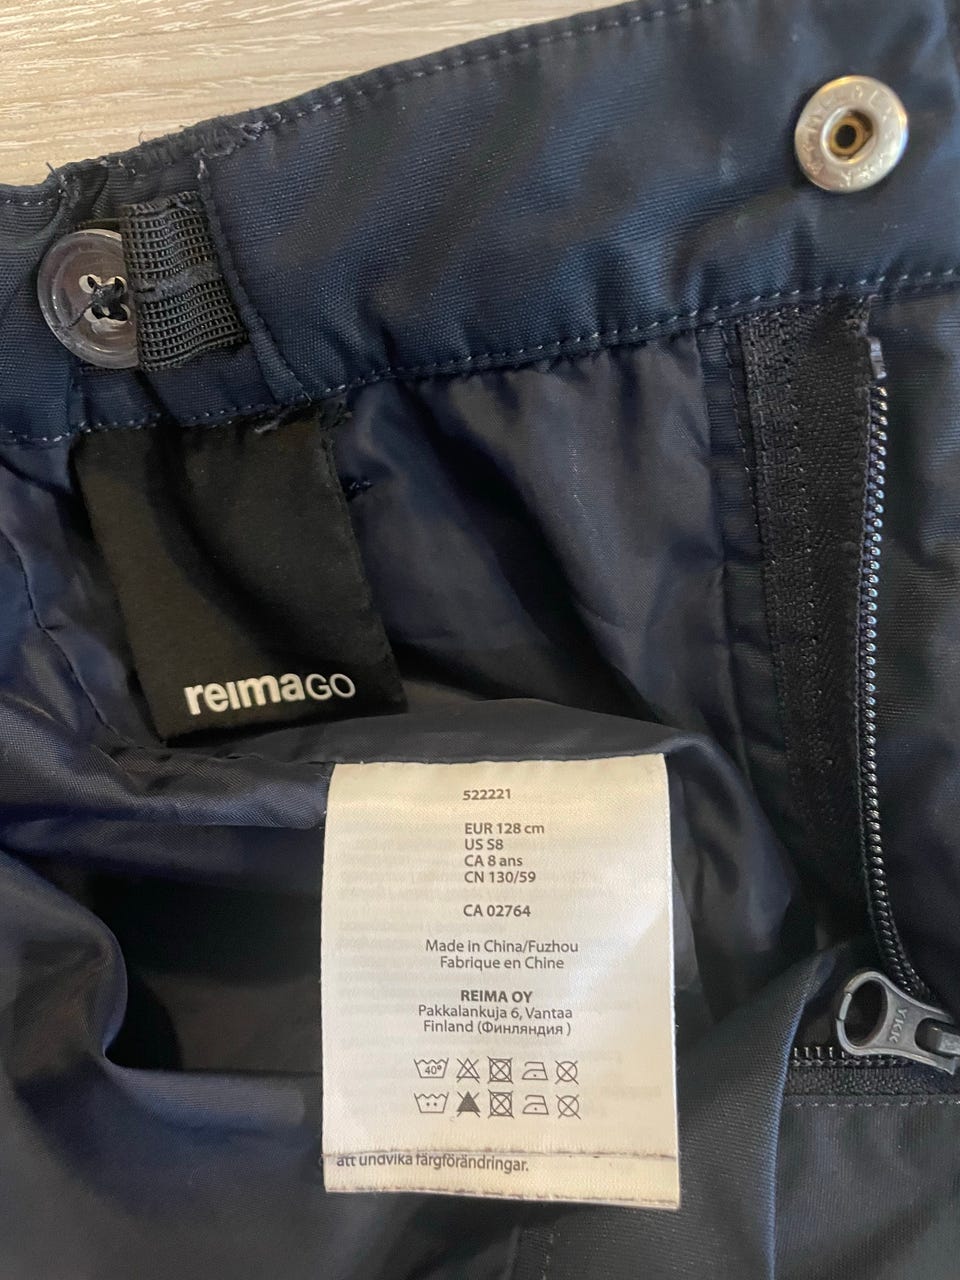 reimaGO
522221
EUR 128 cm
US S8
CA 8 ans
CN 130/59
CA 02764
Made in China/Fuzhou
Fabrique en Chine
REIMA OY
Pakkalankuja 6, Vantaa
Finland (Финляндия )
40°
att undvika färgförändringar.